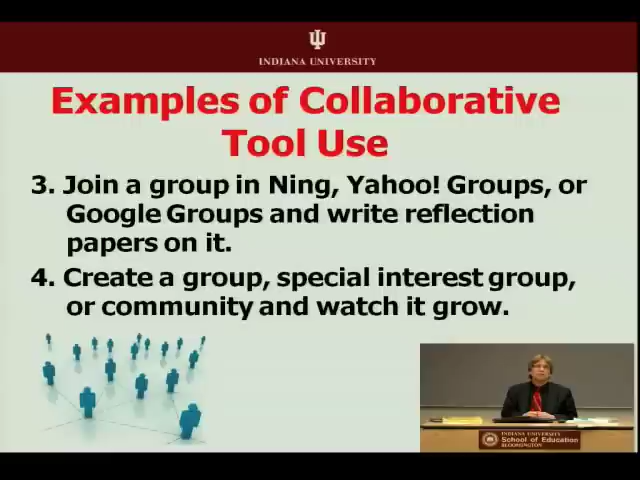 INDIANA UNIVERSITY
Examples of Collaborative
Tool Use
3. Join a group in Ning, Yahoo! Groups, or
Google Groups and write reflection
papers on it.
4. Create a group, special interest group,
or community and watch it grow.
INDIANA UNIVERSITY
School of Education
BLOOMINGTON